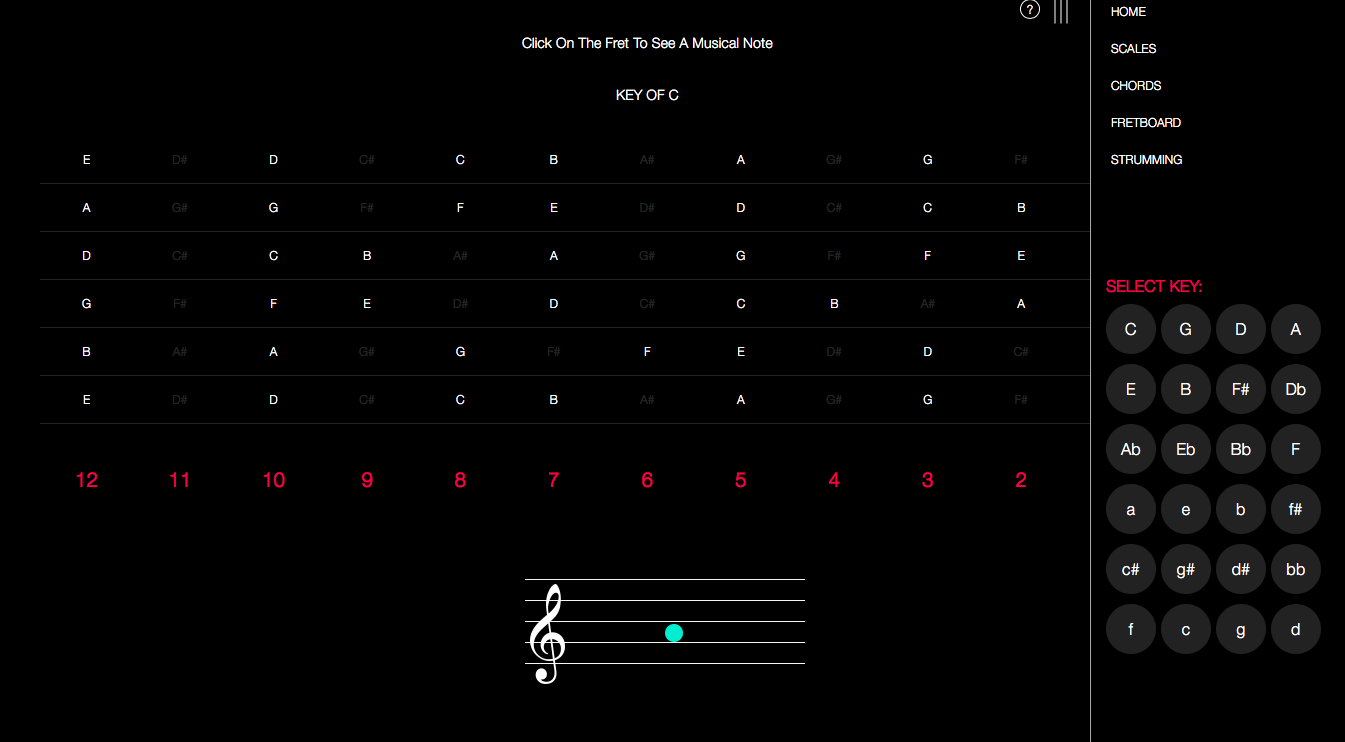 ?
Click On The Fret To See A Musical Note
KEY OF C
E D# D C# C B A# A G# G F#
A G# G F# F E D# D C# C B
D C# C B A# A G# G F# F E
G F# F E D# D C# C B A# A
B A# A G# G F# F E D# D C#
E D# D C# C B A# A G# G F#
12 11 10 9 8 7 6 5 4 3 2
HOME
SCALES
CHORDS
FRETBOARD
STRUMMING
SELECT KEY:
C G D A
E B F# Db
Ab Eb Bb F
a e b f#
c# g# d# bb
f c g d